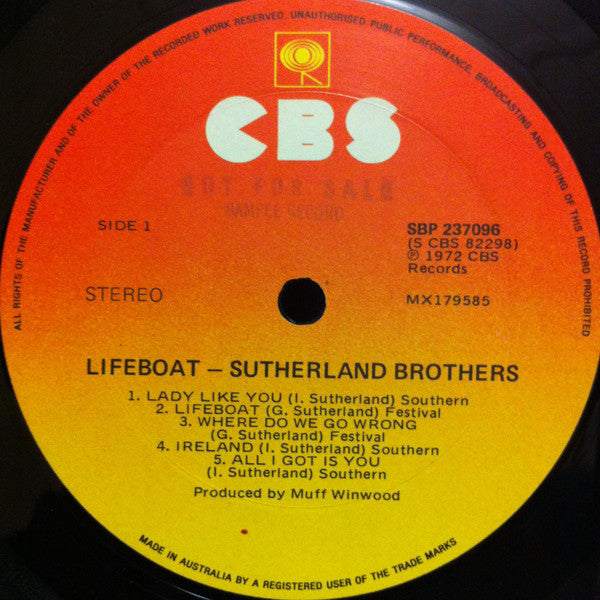 ALL RIGHTS OF THE MANUFACTURER AND OF THE OWNER OF THE RECORDED WORK RESERVED. UNAUTHORISED PUBLIC PERFORMANCE, BROADCASTING AND COPYING OF THIS RECORD PROHIBITED
CBS
NOT FOR SALE
SAMPLE RECORD
SIDE 1
SBP 237096
(S CBS 82298)
℗ 1972 CBS
Records
STEREO
MX179585
LIFEBOAT — SUTHERLAND BROTHERS
1. LADY LIKE YOU (I. Sutherland) Southern
2. LIFEBOAT (G. Sutherland) Festival
3. WHERE DO WE GO WRONG
(G. Sutherland) Festival
4. IRELAND (I. Sutherland) Southern
5. ALL I GOT IS YOU
(I. Sutherland) Southern
Produced by Muff Winwood
MADE IN AUSTRALIA BY A REGISTERED USER OF THE TRADE MARKS